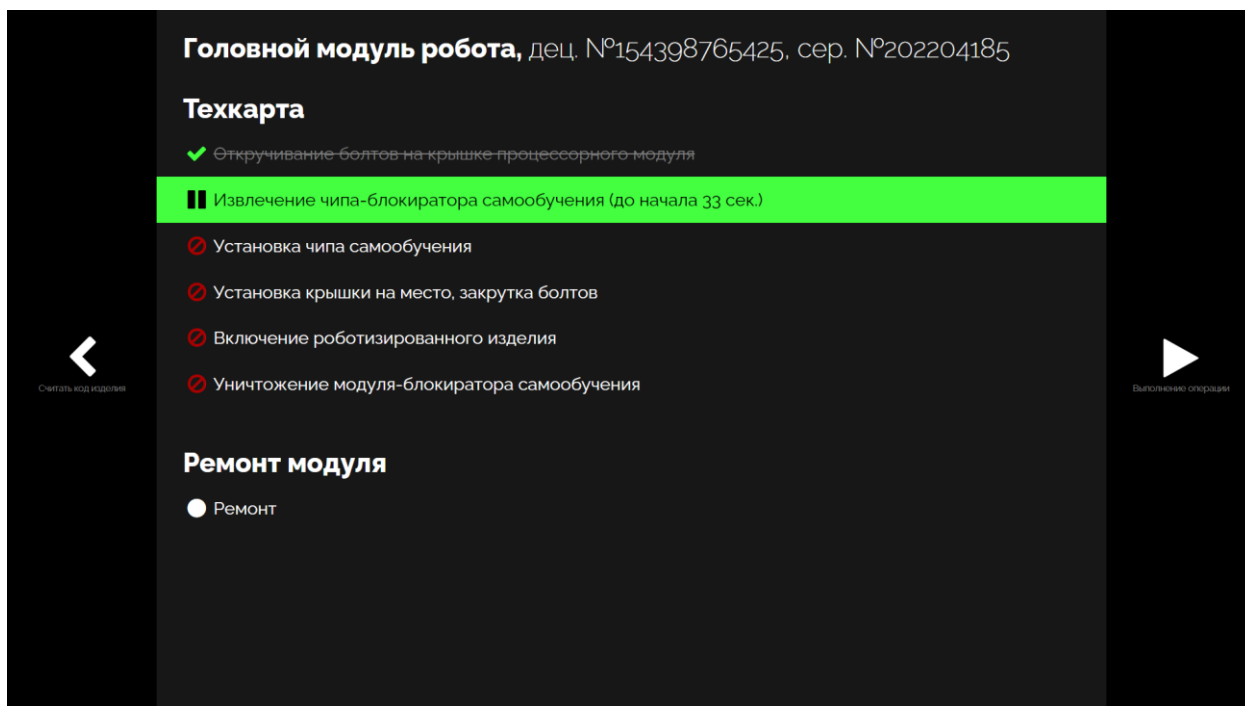 Головной модуль робота, дец. №154398765425, сер. №202204185
Техкарта
Откручивание болтов на крышке процессорного модуля
Извлечение чипа-блокиратора самообучения (до начала 33 сек.)
Установка чипа самообучения
Установка крышки на место, закрутка болтов
Включение роботизированного изделия
Уничтожение модуля-блокиратора самообучения
Считать код изделия
Выполнение операции
Ремонт модуля
Ремонт